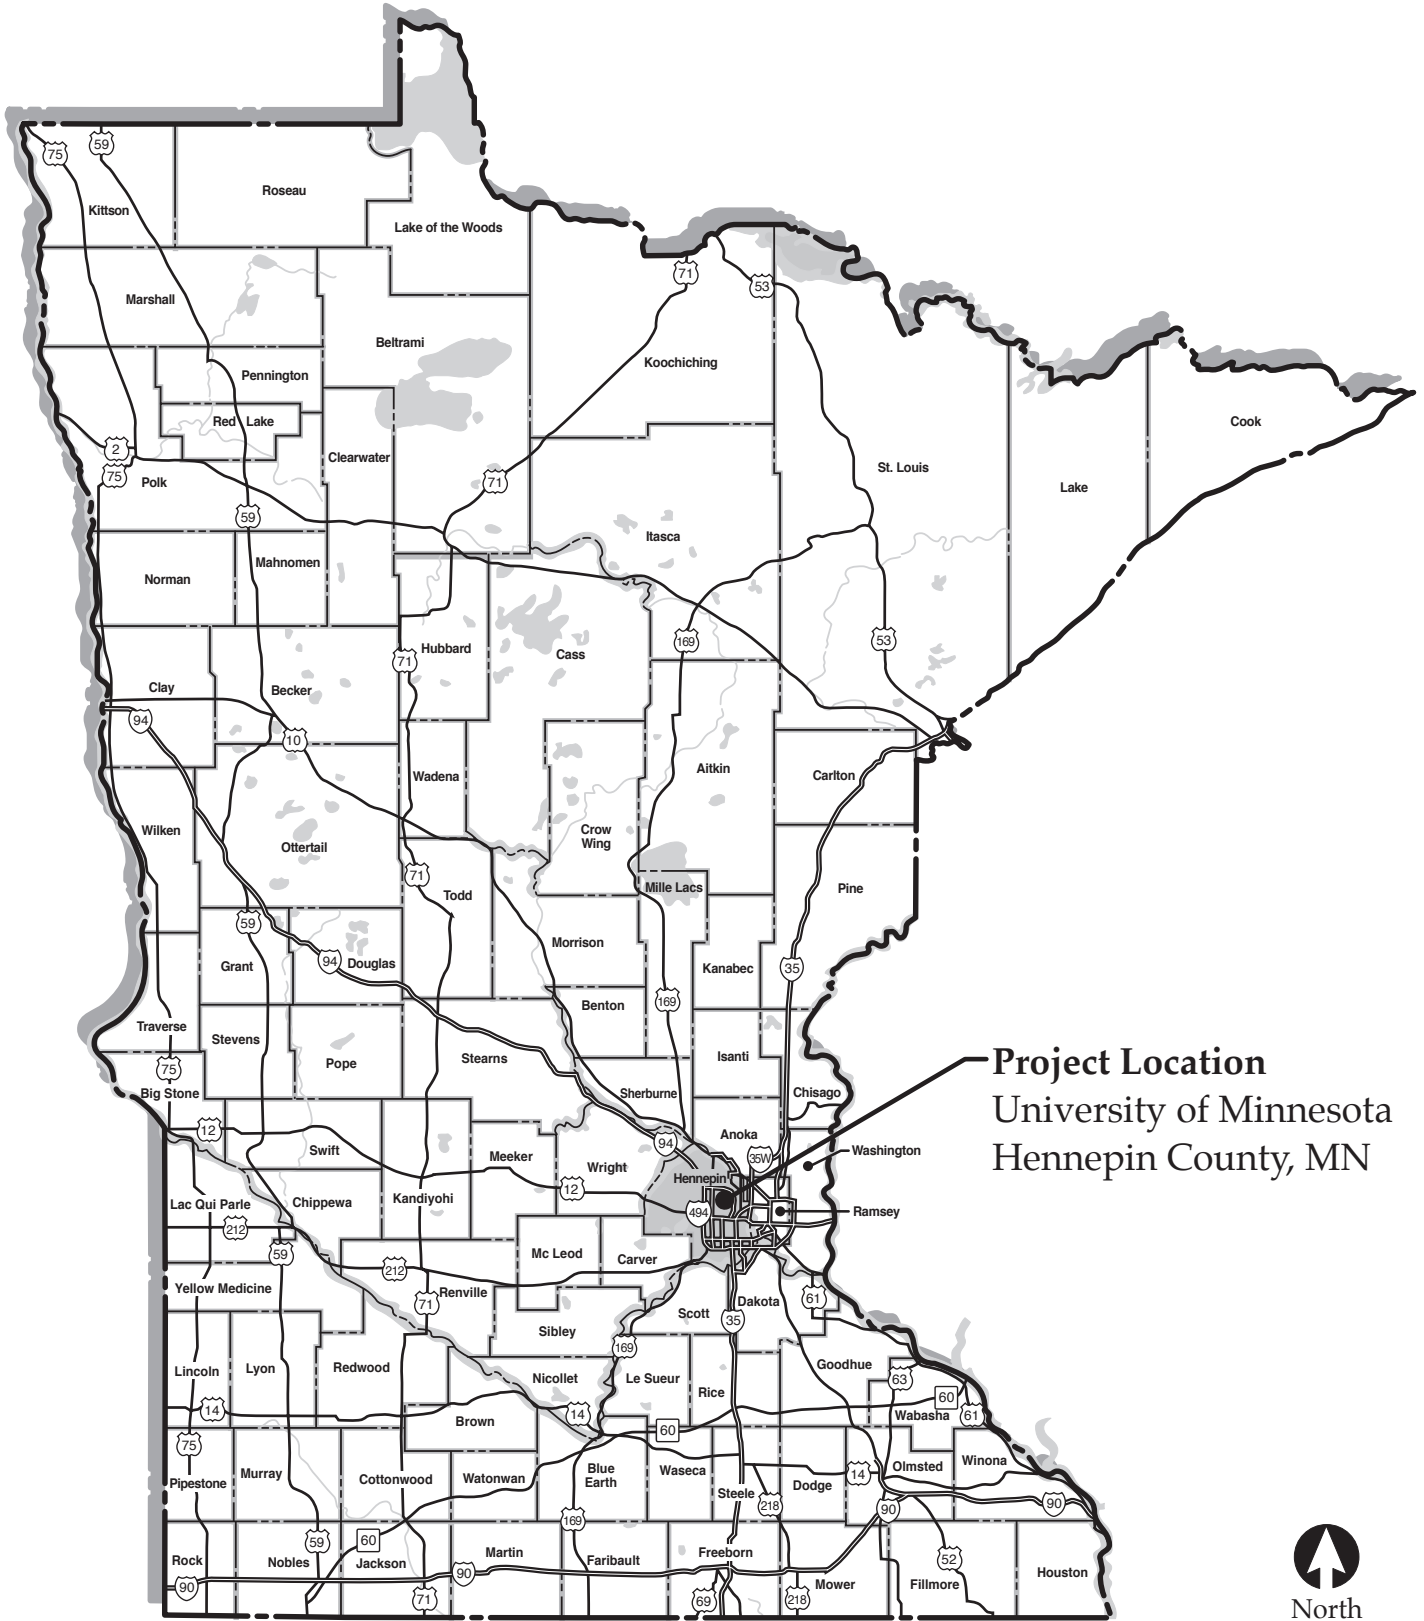 59
75
Roseau
Kittson
Lake of the Woods
71
53
Marshall
Beltrami
Koochiching
Pennington
Red Lake
Cook
2
Clearwater
St. Louis
75
Polk
71
Lake
59
Itasca
Mahnomen
Norman
169
53
Hubbard
Cass
71
Clay
Becker
94
10
Aitkin
Wadena
Carlton
Wilken
Crow
Wing
Ottertail
71
Mille Lacs
Pine
Todd
59
Morrison
94
Douglas
Grant
Kanabec
35
169
Benton
Traverse
Stevens
Isanti
Stearns
Pope
75
Big Stone
Sherburne
Chisago
Project Location
University of Minnesota
Hennepin County, MN
12
94
Anoka
Swift
Meeker
35W
Washington
Wright
Hennepin
12
Lac Qui Parle
Chippewa
Kandiyohi
494
Ramsey
212
59
Mc Leod
Carver
212
Yellow Medicine
Renville
71
61
Dakota
Scott
35
Sibley
169
Lincoln
Lyon
Redwood
Goodhue
Nicollet
Le Sueur
63
Rice
60
14
14
Wabasha
61
Brown
60
75
Winona
Olmsted
Murray
Blue
Earth
Waseca
14
Pipestone
Cottonwood
Watonwan
Steele
Dodge
218
90
90
169
59
60
Martin
Freeborn
52
Rock
Nobles
Jackson
Faribault
Houston
90
90
Mower
Fillmore
71
69
218
North